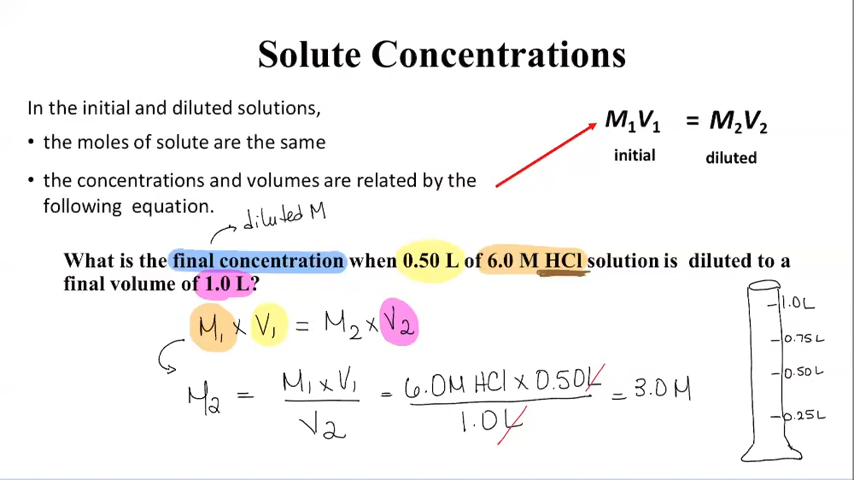 Solute Concentrations
In the initial and diluted solutions,
• the moles of solute are the same
• the concentrations and volumes are related by the
following equation.
M₁V₁ = M₂V₂
initial diluted
diluted M
What is the final concentration when 0.50 L of 6.0 M HCl solution is diluted to a
final volume of 1.0 L?
M₁ × V₁ = M₂ × V₂
M₂ = M₁ × V₁ / V₂ = 6.0M HCl × 0.50L / 1.0L = 3.0 M
1.0L
0.75L
0.50L
0.25L